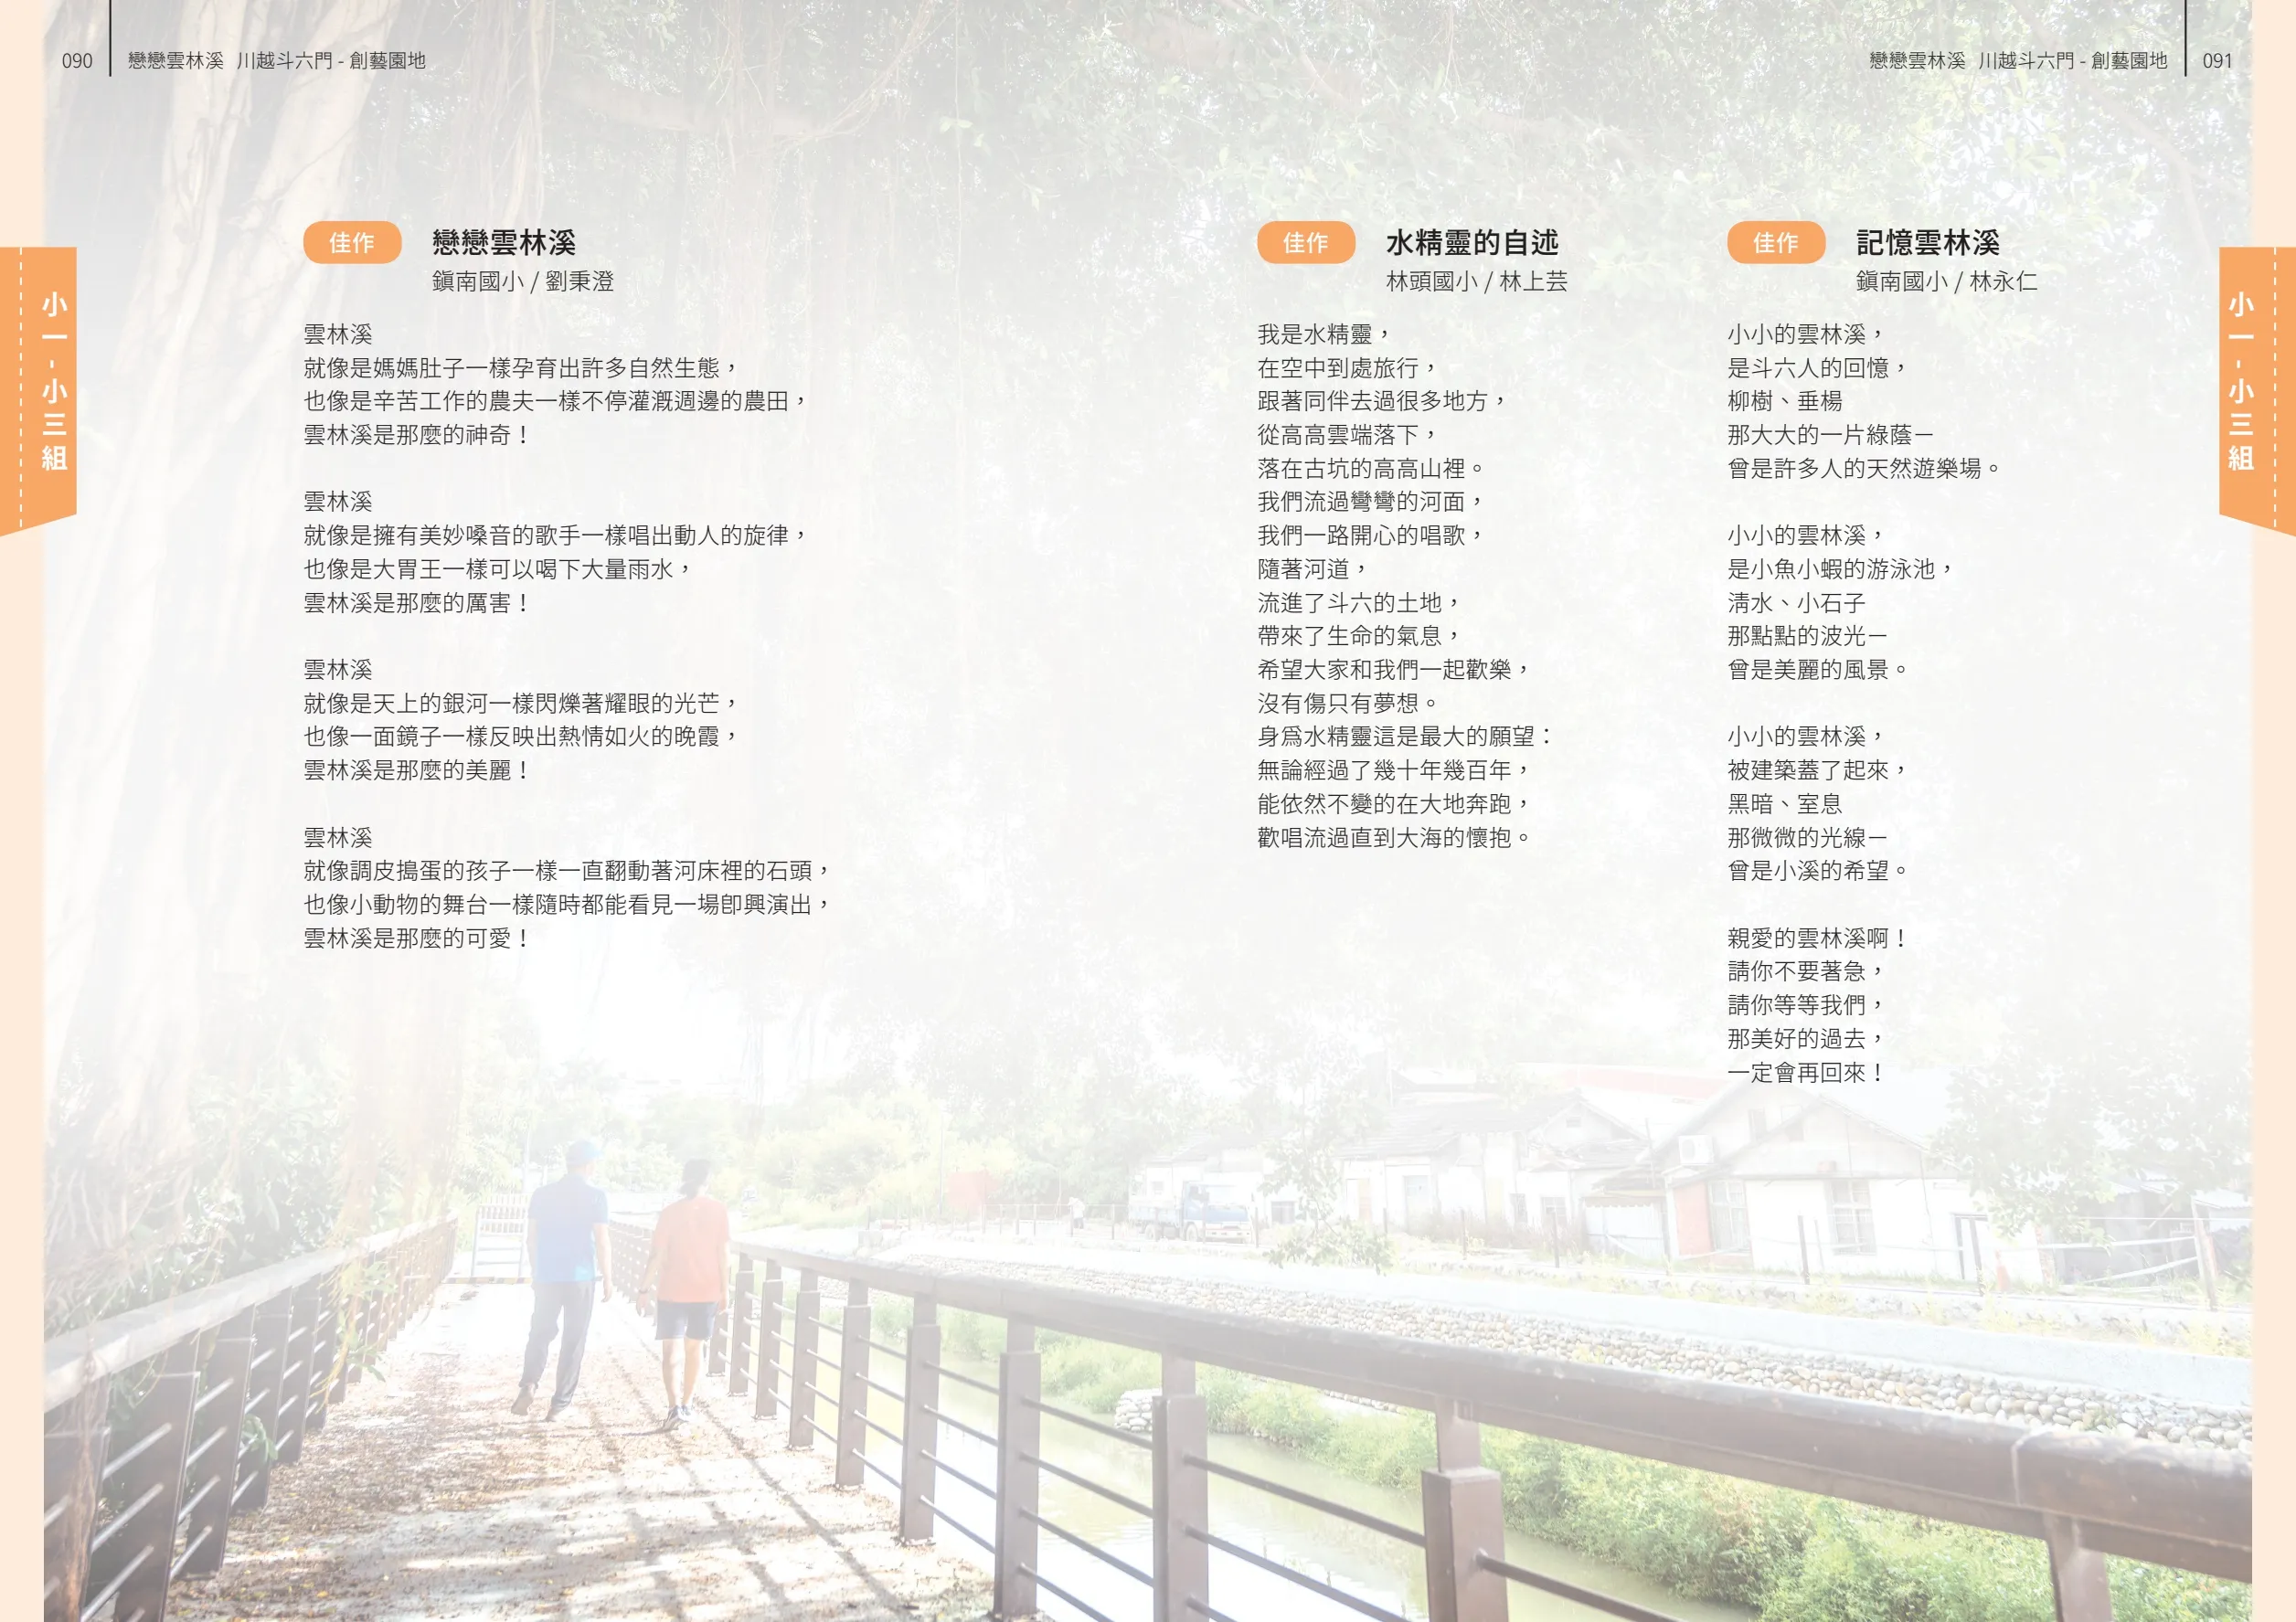 090
戀戀雲林溪 川越斗六門 - 創藝園地
小一 - 小三組
佳作
戀戀雲林溪
鎮南國小 / 劉秉澄
雲林溪
就像是媽媽肚子一樣孕育出許多自然生態，
也像是辛苦工作的農夫一樣不停灌溉週邊的農田，
雲林溪是那麼的神奇！
雲林溪
就像是擁有美妙嗓音的歌手一樣唱出動人的旋律，
也像是大胃王一樣可以喝下大量雨水，
雲林溪是那麼的厲害！
雲林溪
就像是天上的銀河一樣閃爍著耀眼的光芒，
也像一面鏡子一樣反映出熱情如火的晚霞，
雲林溪是那麼的美麗！
雲林溪
就像調皮搗蛋的孩子一樣一直翻動著河床裡的石頭，
也像小動物的舞台一樣隨時都能看見一場即興演出，
雲林溪是那麼的可愛！
戀戀雲林溪 川越斗六門 - 創藝園地
091
佳作
水精靈的自述
林頭國小 / 林上芸
我是水精靈，
在空中到處旅行，
跟著同伴去過很多地方，
從高高雲端落下，
落在古坑的高高山裡。
我們流過彎彎的河面，
我們一路開心的唱歌，
隨著河道，
流進了斗六的土地，
帶來了生命的氣息，
希望大家和我們一起歡樂，
沒有傷只有夢想。
身為水精靈這是最大的願望：
無論經過了幾十年幾百年，
能依然不變的在大地奔跑，
歡唱流過直到大海的懷抱。
佳作
記憶雲林溪
鎮南國小 / 林永仁
小小的雲林溪，
是斗六人的回憶，
柳樹、垂楊
那大大的一片綠蔭－
曾是許多人的天然遊樂場。
小小的雲林溪，
是小魚小蝦的游泳池，
清水、小石子
那點點的波光－
曾是美麗的風景。
小小的雲林溪，
被建築蓋了起來，
黑暗、室息
那微微的光線－
曾是小溪的希望。
親愛的雲林溪啊！
請你不要著急，
請你等等我們，
那美好的過去，
一定會再回來！
小一 - 小三組